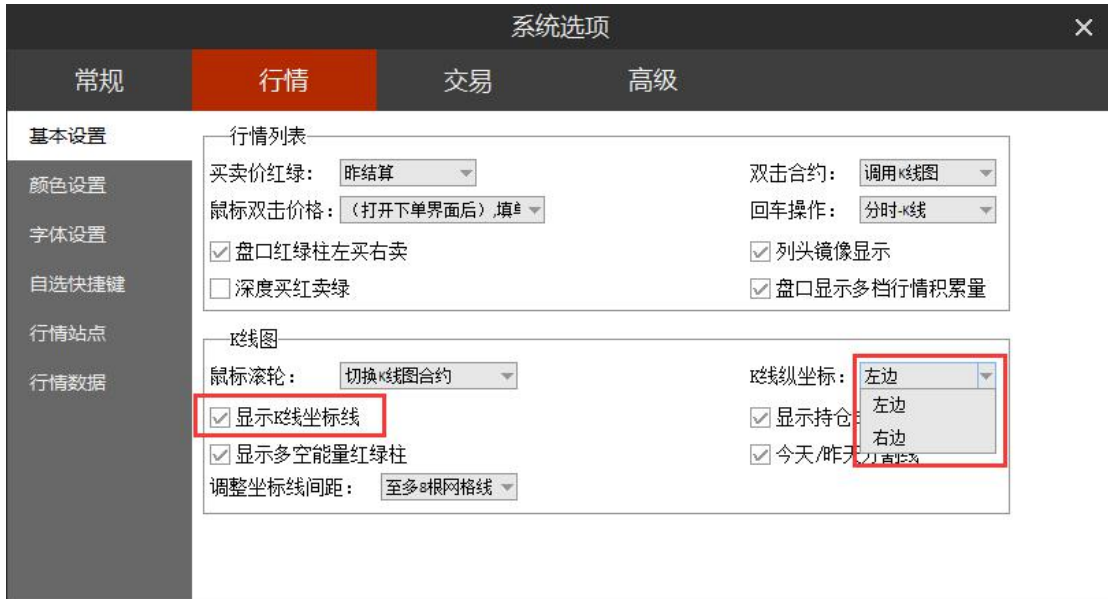 系统选项
常规 行情 交易 高级
基本设置
颜色设置
字体设置
自选快捷键
行情站点
行情数据
行情列表
买卖价红绿： 昨结算 双击合约： 调用K线图
鼠标双击价格： （打开下单界面后）,填单 回车操作： 分时-K线
盘口红绿柱左买右卖 列头镜像显示
深度买红卖绿 盘口显示多档行情积累量
K线图
鼠标滚轮： 切换K线图合约 K线纵坐标： 左边
左边
显示K线坐标线 显示持仓
右边
显示多空能量红绿柱 今天/昨天分割线
调整坐标线间距： 至多8根网格线